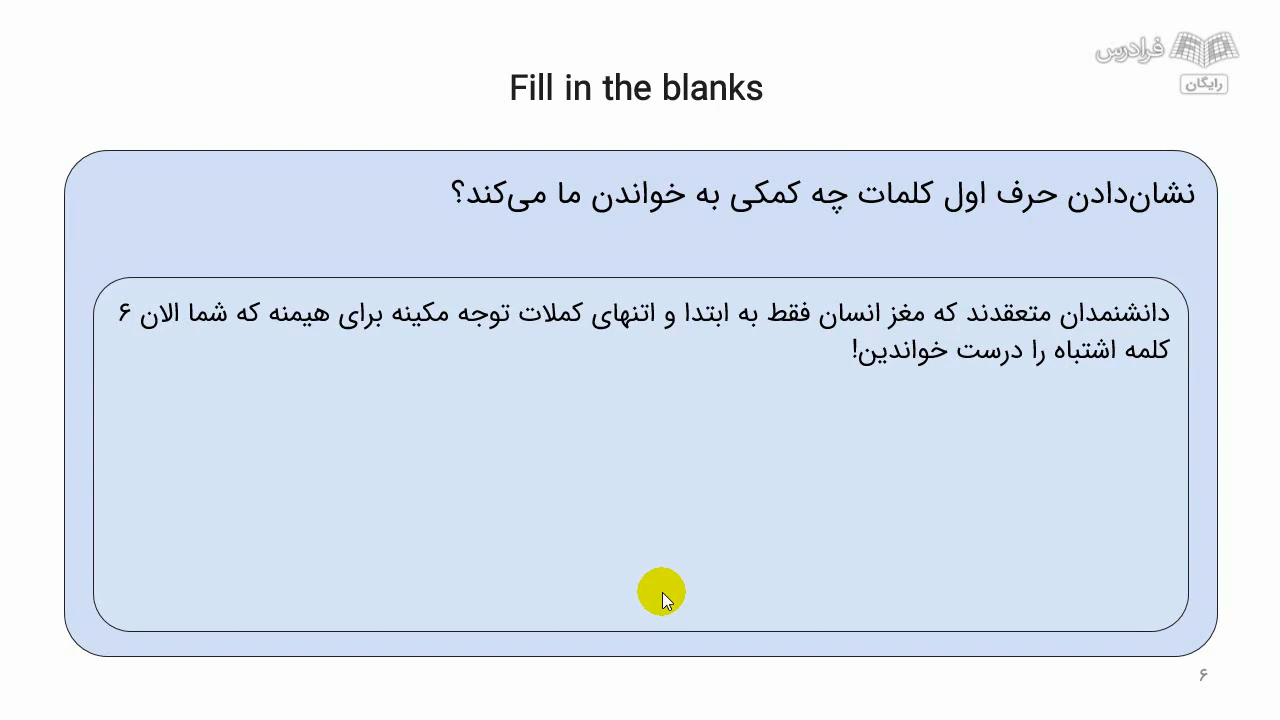 فرادرس
رایگان
Fill in the blanks
نشان‌دادن حرف اول کلمات چه کمکی به خواندن ما می‌کند؟
دانشنمدان متعقدند که مغز انسان فقط به ابتدا و اتنهای کملات توجه مکینه برای هیمنه که شما الان ۶
کلمه اشتباه را درست خواندین!
۶